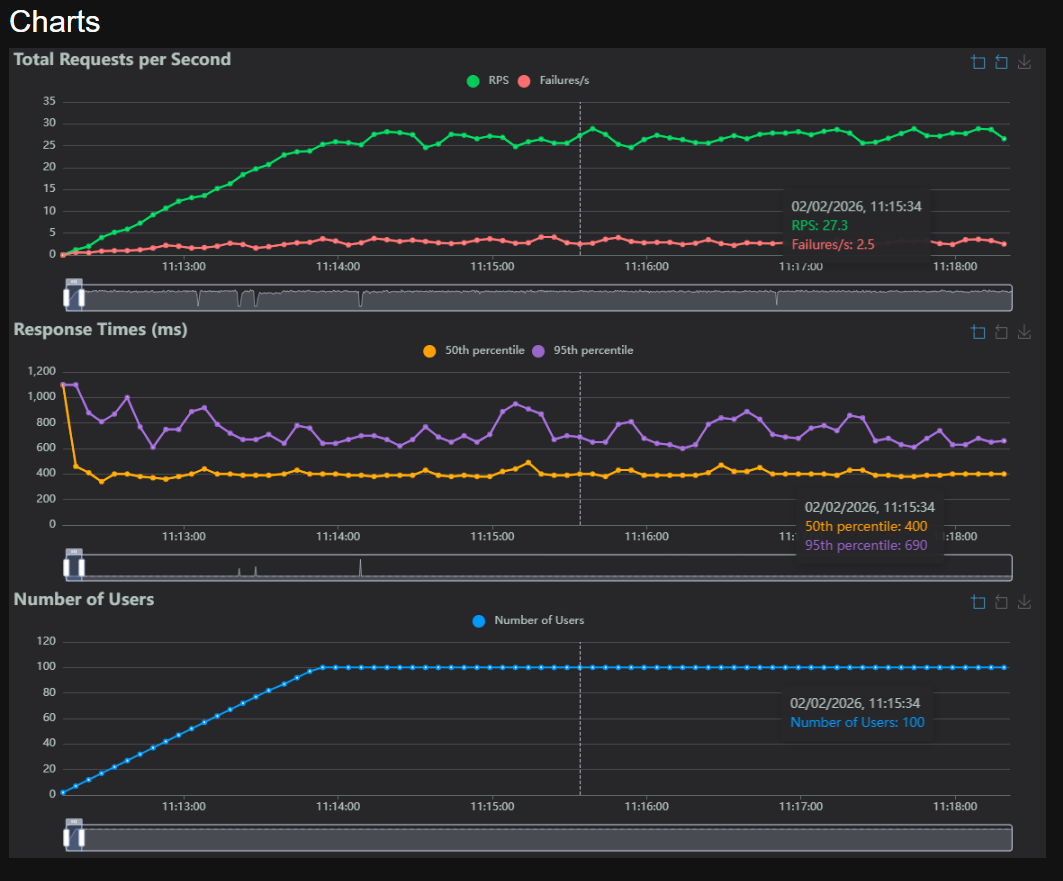 Charts
Total Requests per Second
RPS Failures/s
35
30
25
20
15
10
5
0
02/02/2026, 11:15:34
RPS: 27.3
Failures/s: 2.5
11:13:00 11:14:00 11:15:00 11:16:00 11:17:00 11:18:00
Response Times (ms)
50th percentile 95th percentile
1,200
1,000
800
600
400
200
0
02/02/2026, 11:15:34
50th percentile: 400
95th percentile: 690
11:13:00 11:14:00 11:15:00 11:16:00 11: :18:00
Number of Users
Number of Users
120
100
80
60
40
20
0
02/02/2026, 11:15:34
Number of Users: 100
11:13:00 11:14:00 11:15:00 11:16:00 11:17:00 11:18:00